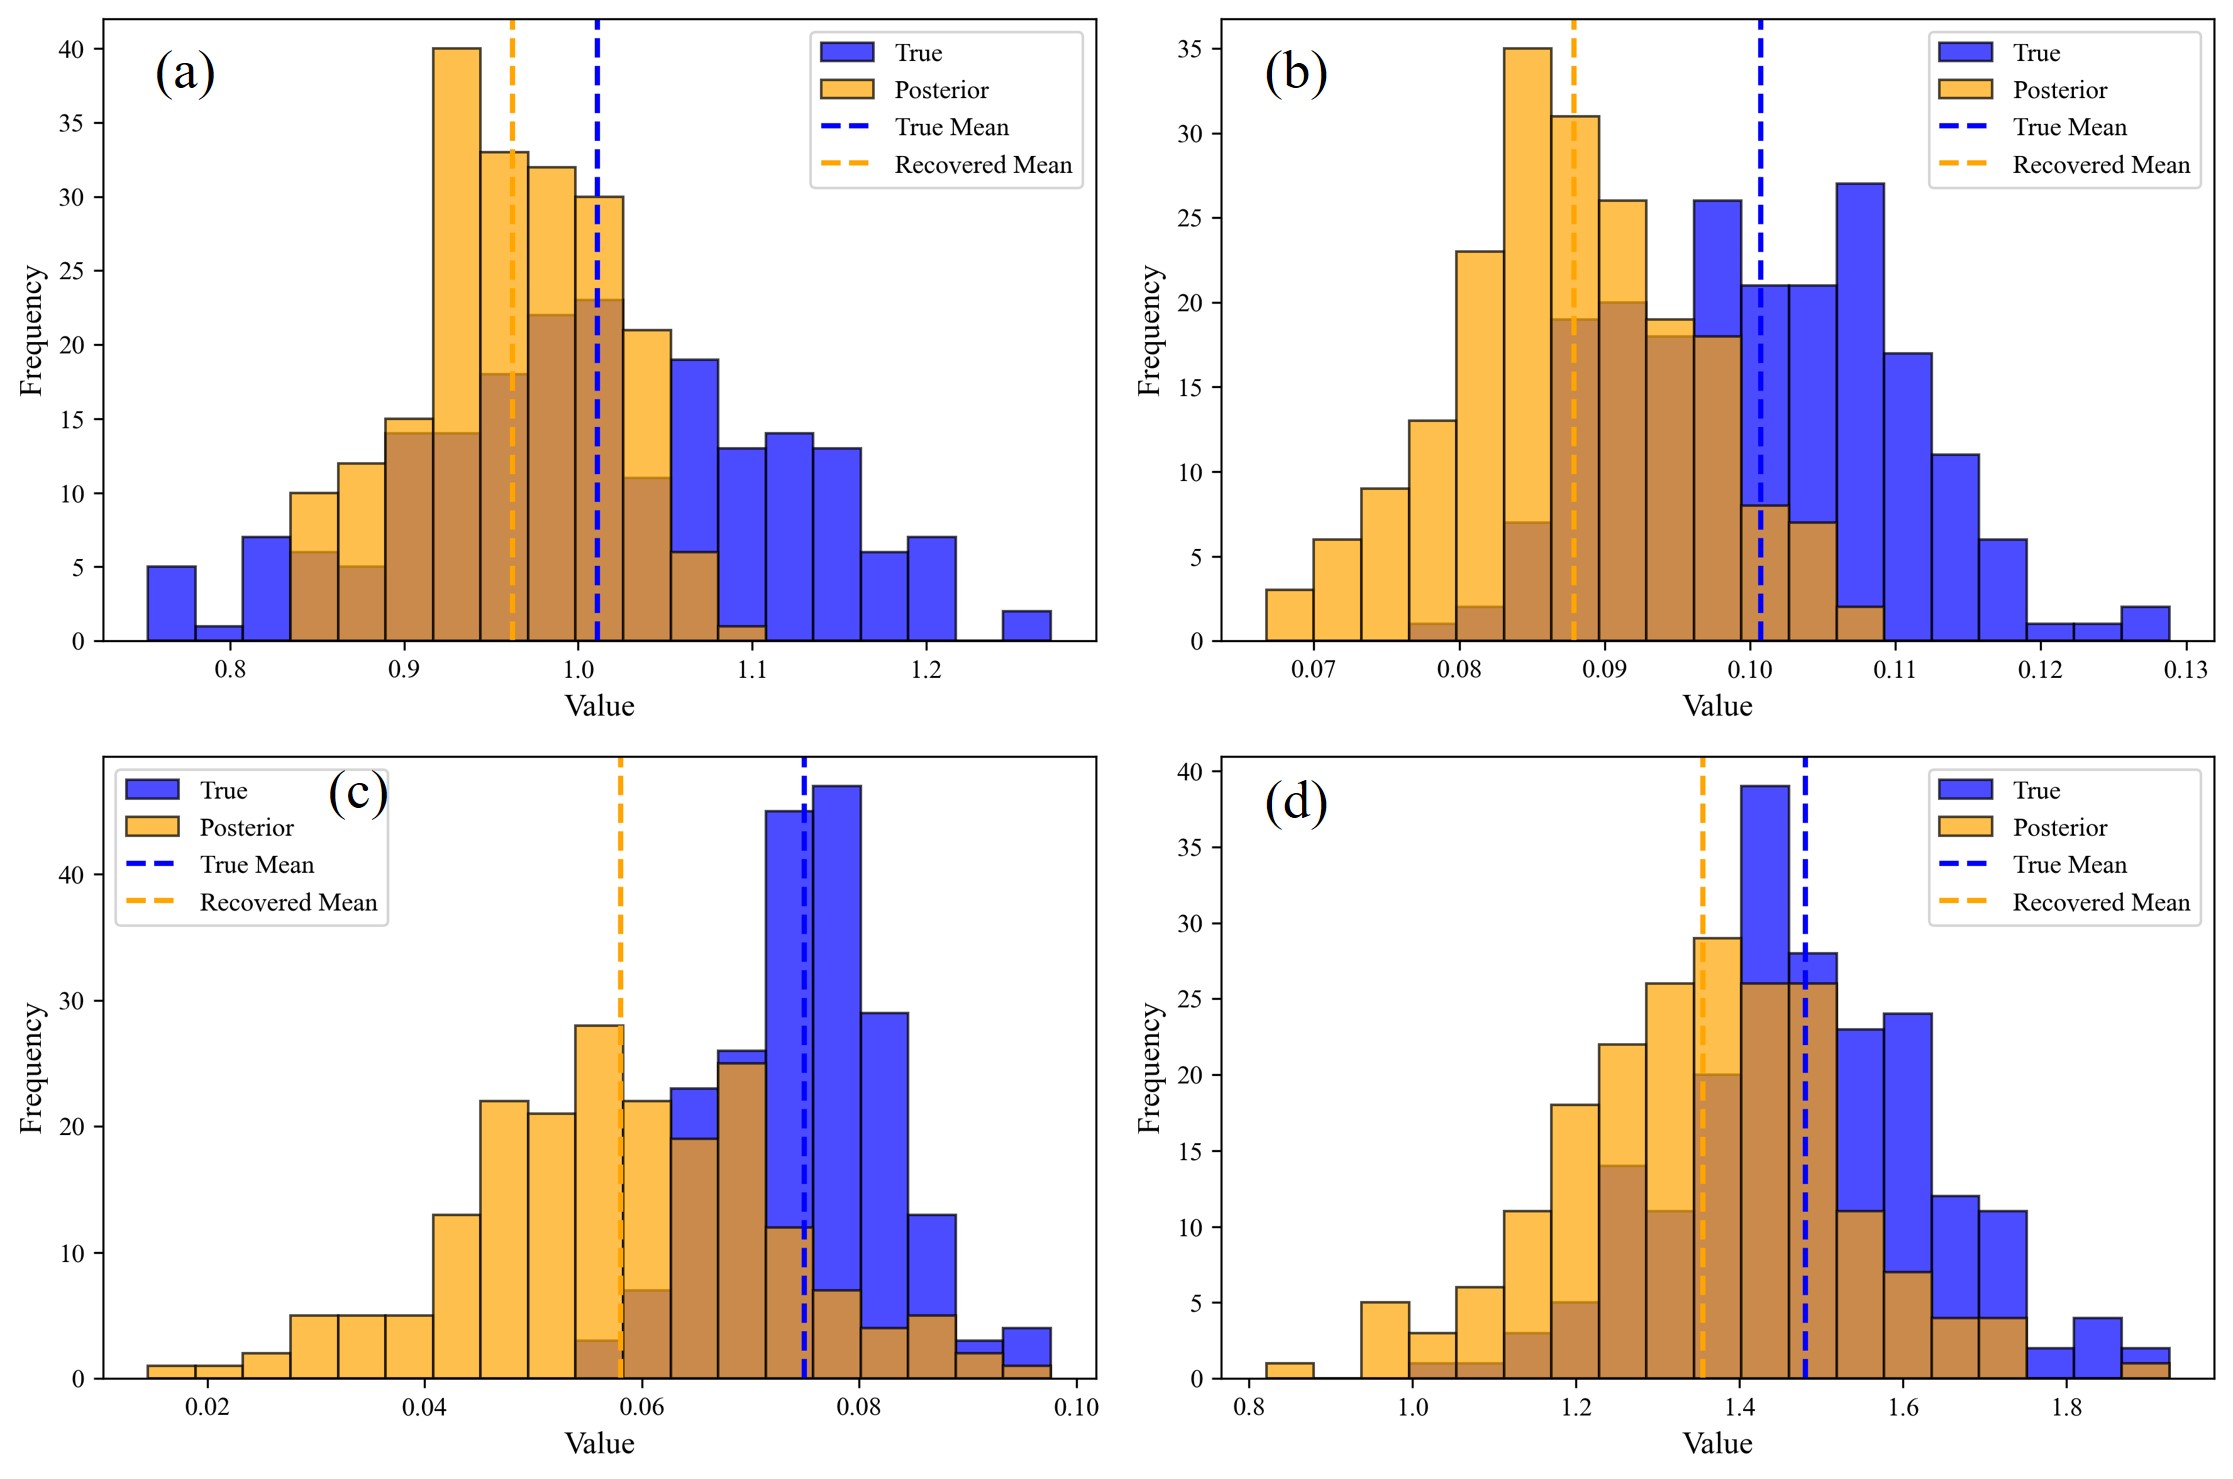 (a)
True
Posterior
True Mean
Recovered Mean
Frequency
40
35
30
25
20
15
10
5
0
0.8 0.9 1.0 1.1 1.2
Value
(b)
True
Posterior
True Mean
Recovered Mean
Frequency
35
30
25
20
15
10
5
0
0.07 0.08 0.09 0.10 0.11 0.12 0.13
Value
(c)
True
Posterior
True Mean
Recovered Mean
Frequency
40
30
20
10
0
0.02 0.04 0.06 0.08 0.10
Value
(d)
True
Posterior
True Mean
Recovered Mean
Frequency
40
35
30
25
20
15
10
5
0
0.8 1.0 1.2 1.4 1.6 1.8
Value